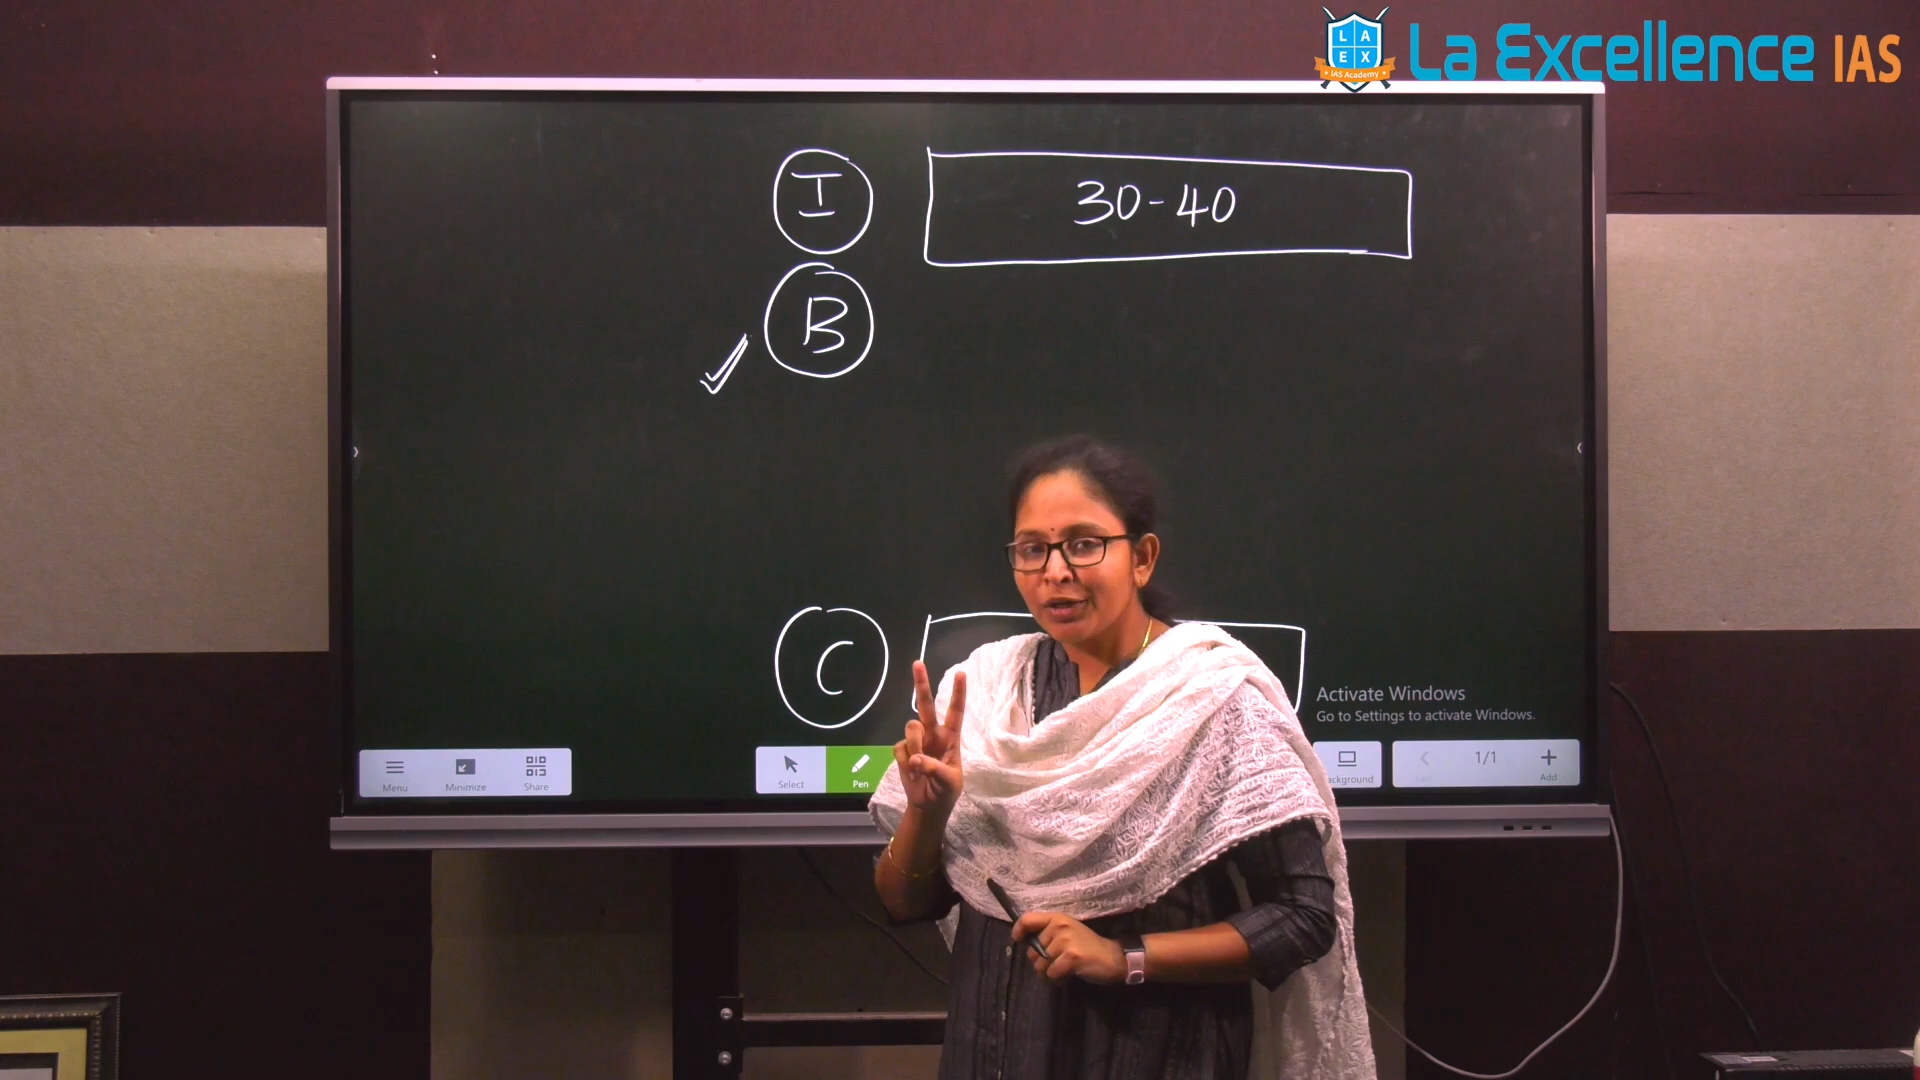 LA
EX
IAS Academy
La Excellence IAS
I 30-40
B
C
Activate Windows
Go to Settings to activate Windows.
Menu Minimize Share Select Pen ckground 1/1 Add